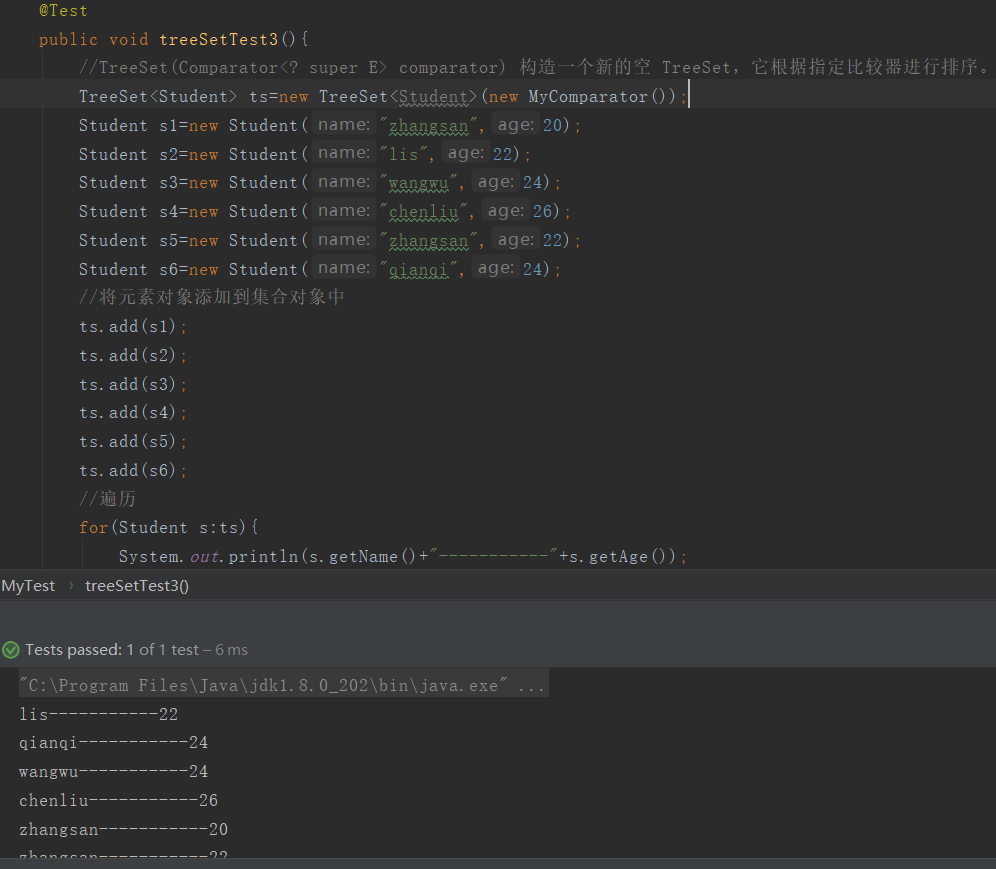 @Test
public void treeSetTest3(){
//TreeSet(Comparator<? super E> comparator) 构造一个新的空 TreeSet，它根据指定比较器进行排序。
TreeSet<Student> ts=new TreeSet<Student>(new MyComparator());
Student s1=new Student( name: "zhangsan", age: 20);
Student s2=new Student( name: "lis", age: 22);
Student s3=new Student( name: "wangwu", age: 24);
Student s4=new Student( name: "chenliu", age: 26);
Student s5=new Student( name: "zhangsan", age: 22);
Student s6=new Student( name: "qianqi", age: 24);
//将元素对象添加到集合对象中
ts.add(s1);
ts.add(s2);
ts.add(s3);
ts.add(s4);
ts.add(s5);
ts.add(s6);
//遍历
for(Student s:ts){
System.out.println(s.getName()+"-----------"+s.getAge());
MyTest › treeSetTest3()
Tests passed: 1 of 1 test – 6 ms
"C:\Program Files\Java\jdk1.8.0_202\bin\java.exe" ...
lis-----------22
qianqi-----------24
wangwu-----------24
chenliu-----------26
zhangsan-----------20
zhangsan-----------22